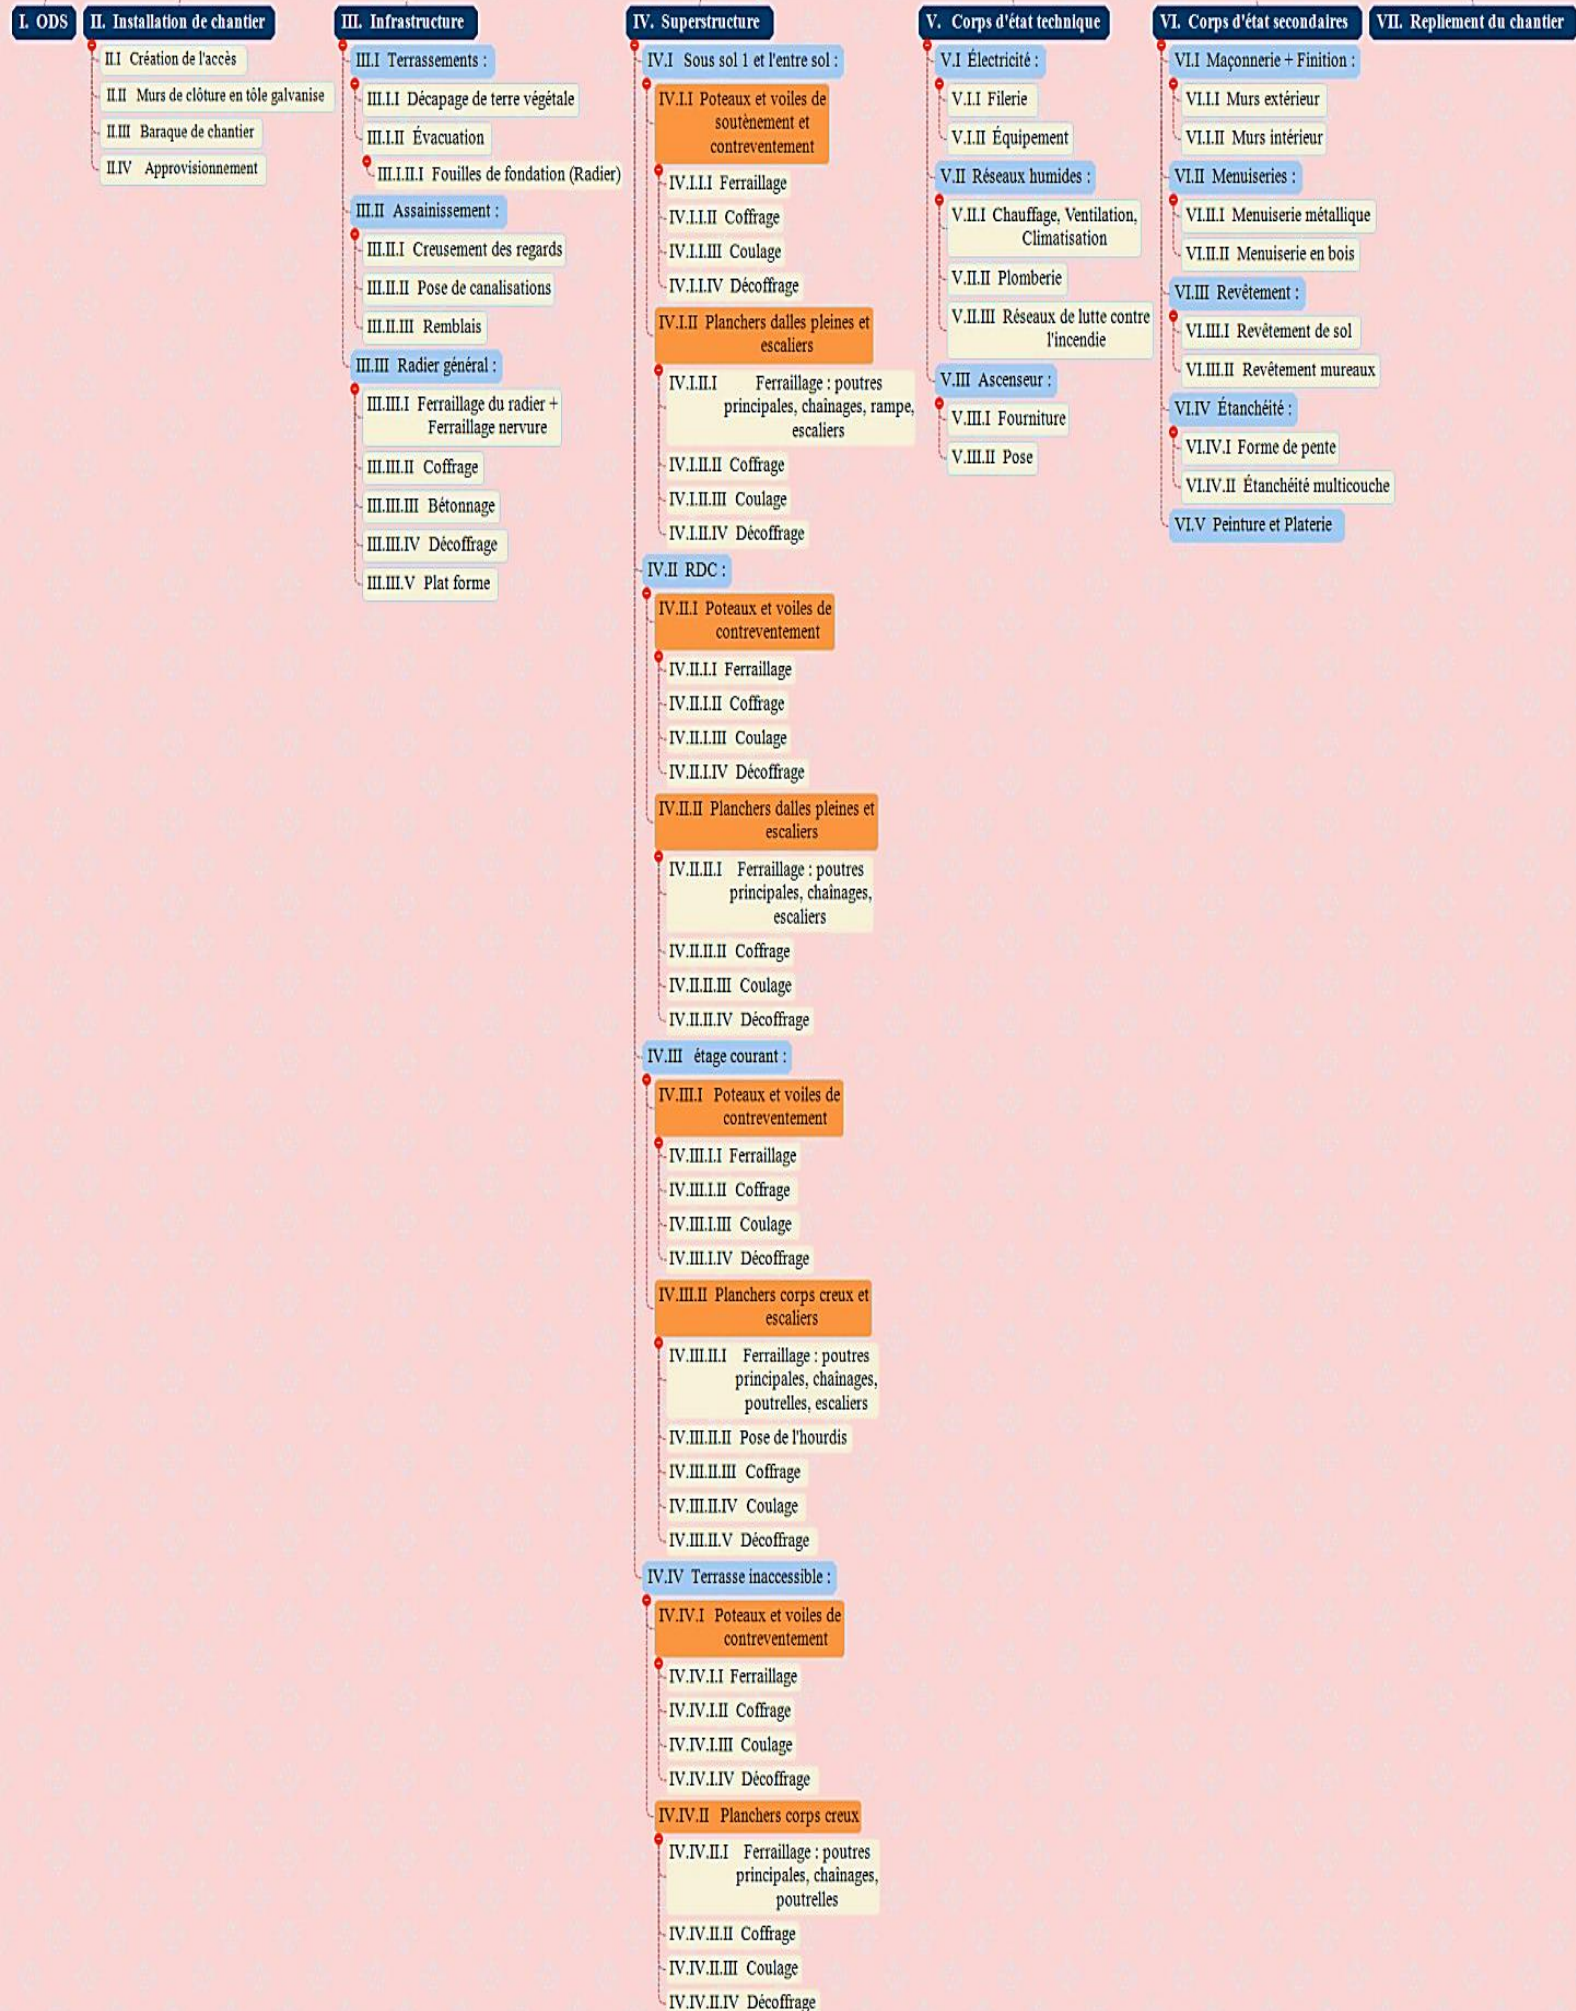 I. ODS
II. Installation de chantier
II.I Création de l'accès
II.II Murs de clôture en tôle galvanise
II.III Baraque de chantier
II.IV Approvisionnement
III. Infrastructure
III.I Terrassements :
III.I.I Décapage de terre végétale
III.I.II Évacuation
III.I.II.I Fouilles de fondation (Radier)
III.II Assainissement :
III.II.I Creusement des regards
III.II.II Pose de canalisations
III.II.III Remblais
III.III Radier général :
III.III.I Ferraillage du radier +
Ferraillage nervure
III.III.II Coffrage
III.III.III Bétonnage
III.III.IV Décoffrage
III.III.V Plat forme
IV. Superstructure
IV.I Sous sol 1 et l'entre sol :
IV.I.I Poteaux et voiles de
soutènement et
contreventement
IV.I.I.I Ferraillage
IV.I.I.II Coffrage
IV.I.I.III Coulage
IV.I.I.IV Décoffrage
IV.I.II Planchers dalles pleines et
escaliers
IV.I.II.I Ferraillage : poutres
principales, chaînages, rampe,
escaliers
IV.I.II.II Coffrage
IV.I.II.III Coulage
IV.I.II.IV Décoffrage
IV.II RDC :
IV.II.I Poteaux et voiles de
contreventement
IV.II.I.I Ferraillage
IV.II.I.II Coffrage
IV.II.I.III Coulage
IV.II.I.IV Décoffrage
IV.II.II Planchers dalles pleines et
escaliers
IV.II.II.I Ferraillage : poutres
principales, chaînages,
escaliers
IV.II.II.II Coffrage
IV.II.II.III Coulage
IV.II.II.IV Décoffrage
IV.III étage courant :
IV.III.I Poteaux et voiles de
contreventement
IV.III.I.I Ferraillage
IV.III.I.II Coffrage
IV.III.I.III Coulage
IV.III.I.IV Décoffrage
IV.III.II Planchers corps creux et
escaliers
IV.III.II.I Ferraillage : poutres
principales, chaînages,
poutrelles, escaliers
IV.III.II.II Pose de l'hourdis
IV.III.II.III Coffrage
IV.III.II.IV Coulage
IV.III.II.V Décoffrage
IV.IV Terrasse inaccessible :
IV.IV.I Poteaux et voiles de
contreventement
IV.IV.I.I Ferraillage
IV.IV.I.II Coffrage
IV.IV.I.III Coulage
IV.IV.I.IV Décoffrage
IV.IV.II Planchers corps creux
IV.IV.II.I Ferraillage : poutres
principales, chaînages,
poutrelles
IV.IV.II.II Coffrage
IV.IV.II.III Coulage
IV.IV.II.IV Décoffrage
V. Corps d'état technique
V.I Électricité :
V.I.I Filerie
V.I.II Équipement
V.II Réseaux humides :
V.II.I Chauffage, Ventilation,
Climatisation
V.II.II Plomberie
V.II.III Réseaux de lutte contre
l'incendie
V.III Ascenseur :
V.III.I Fourniture
V.III.II Pose
VI. Corps d'état secondaires
VI.I Maçonnerie + Finition :
VI.I.I Murs extérieur
VI.I.II Murs intérieur
VI.II Menuiseries :
VI.II.I Menuiserie métallique
VI.II.II Menuiserie en bois
VI.III Revêtement :
VI.III.I Revêtement de sol
VI.III.II Revêtement mureaux
VI.IV Étanchéité :
VI.IV.I Forme de pente
VI.IV.II Étanchéité multicouche
VI.V Peinture et Platerie
VII. Repliement du chantier